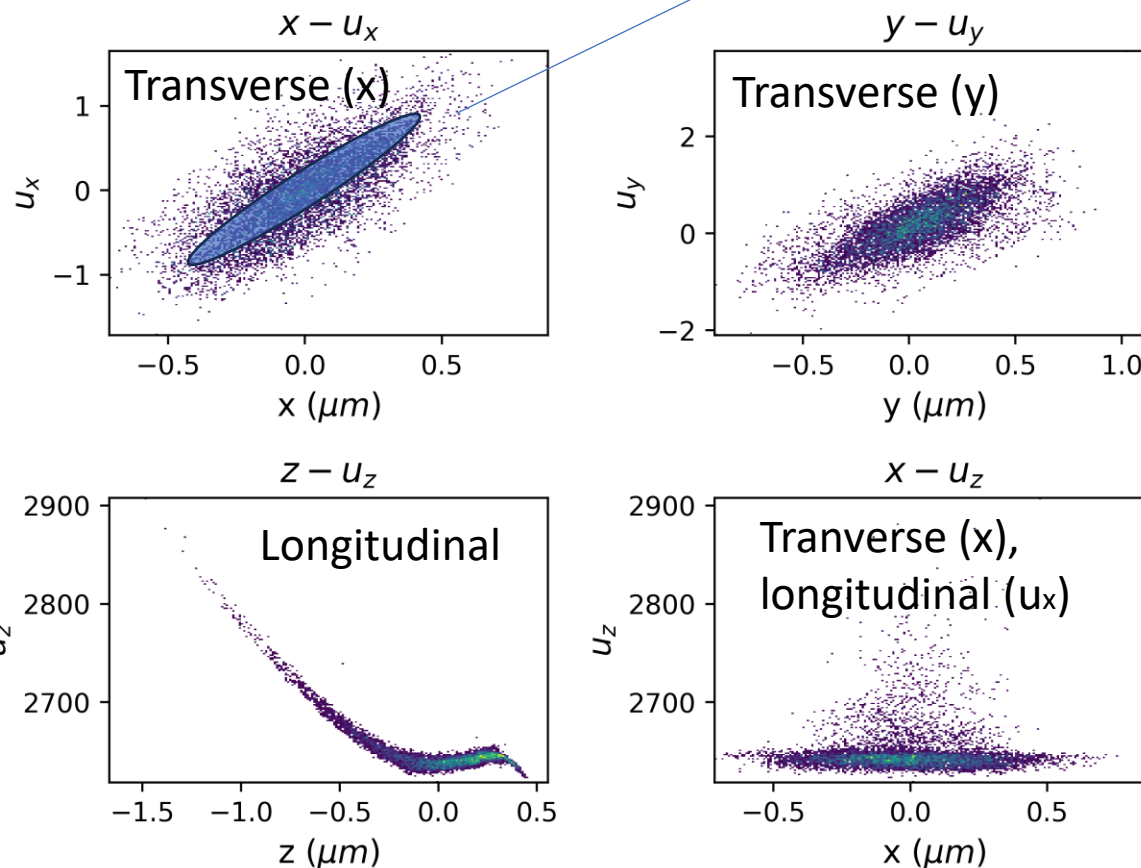 x − u_x
Transverse (x)
u_x
1
0
−1
−0.5
0.0
0.5
x (μm)
y − u_y
Transverse (y)
u_y
2
0
−2
−0.5
0.0
0.5
1.0
y (μm)
z − u_z
Longitudinal
u_z
2900
2800
2700
−1.5
−1.0
−0.5
0.0
0.5
z (μm)
x − u_z
Tranverse (x),
longitudinal (ux)
u_z
2900
2800
2700
−0.5
0.0
0.5
x (μm)